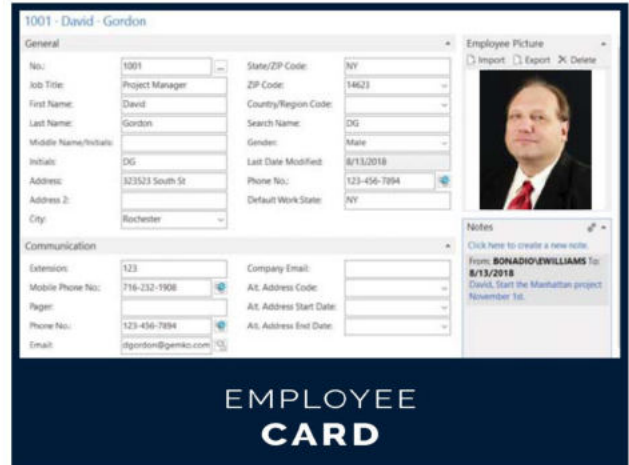 1001 · David · Gordon
General
No.: 1001 ...
Job Title: Project Manager
First Name: David
Last Name: Gordon
Middle Name/Initials:
Initials: DG
Address: 323523 South St
Address 2:
City: Rochester
State/ZIP Code: NY
ZIP Code: 14623
Country/Region Code:
Search Name: DG
Gender: Male
Last Date Modified: 8/13/2018
Phone No.: 123-456-7894
Default Work State: NY
Communication
Extension: 123
Mobile Phone No.: 716-232-1908
Pager:
Phone No.: 123-456-7894
Email: dgordon@gemko.com
Company Email:
Alt. Address Code:
Alt. Address Start Date:
Alt. Address End Date:
Employee Picture
Import Export Delete
Notes
Click here to create a new note.
From: BONADIO\EWILLIAMS To:
8/13/2018
David, Start the Manhattan project
November 1st.
EMPLOYEE
CARD